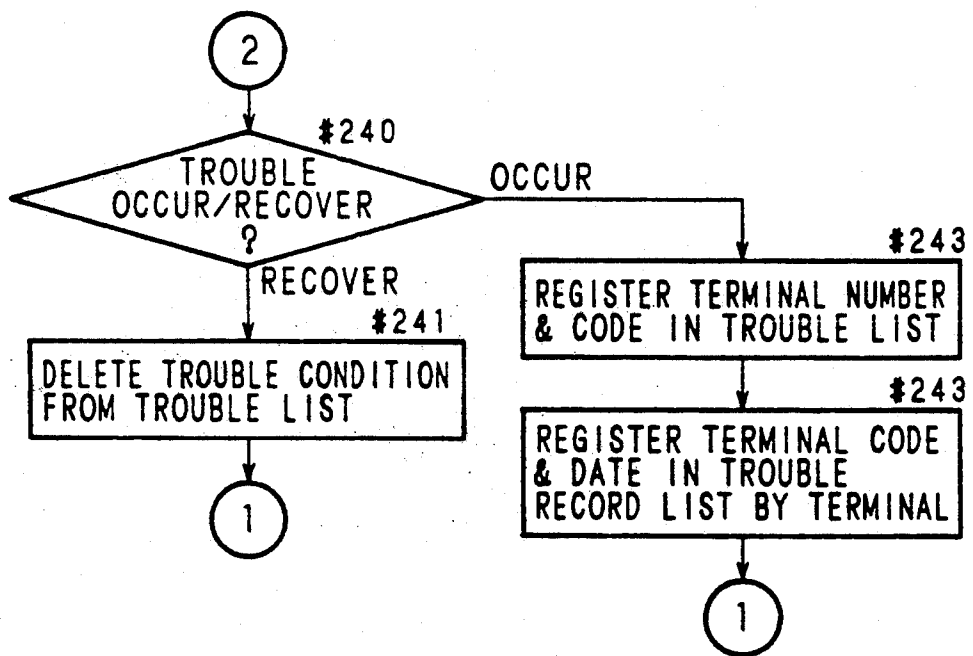 2
#240
TROUBLE
OCCUR/RECOVER
?
OCCUR
RECOVER
#241
DELETE TROUBLE CONDITION
FROM TROUBLE LIST
1
#243
REGISTER TERMINAL NUMBER
& CODE IN TROUBLE LIST
#243
REGISTER TERMINAL CODE
& DATE IN TROUBLE
RECORD LIST BY TERMINAL
1